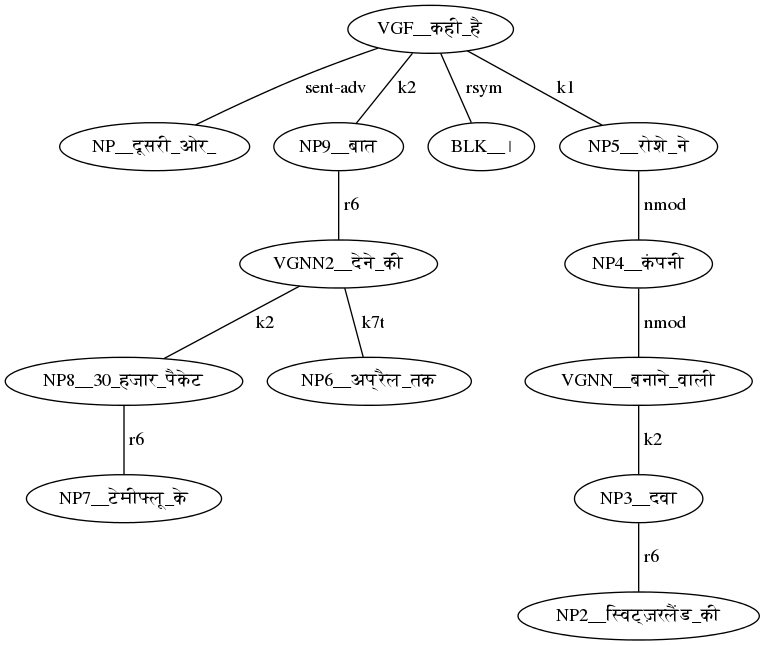 VGF__कही_है
sent-adv k2 rsym k1
NP__दूसरी_ओर_ NP9__बात BLK__। NP5__रोशे_ने
r6 nmod
VGNN2__देने_की NP4__कंपनी
k2 k7t nmod
NP8__30_हजार_पैकेट NP6__अप्रैल_तक VGNN__बनाने_वाली
r6 k2
NP7__टेमीफ्लू_के NP3__दवा
r6
NP2__स्विट्ज़रलैंड_की